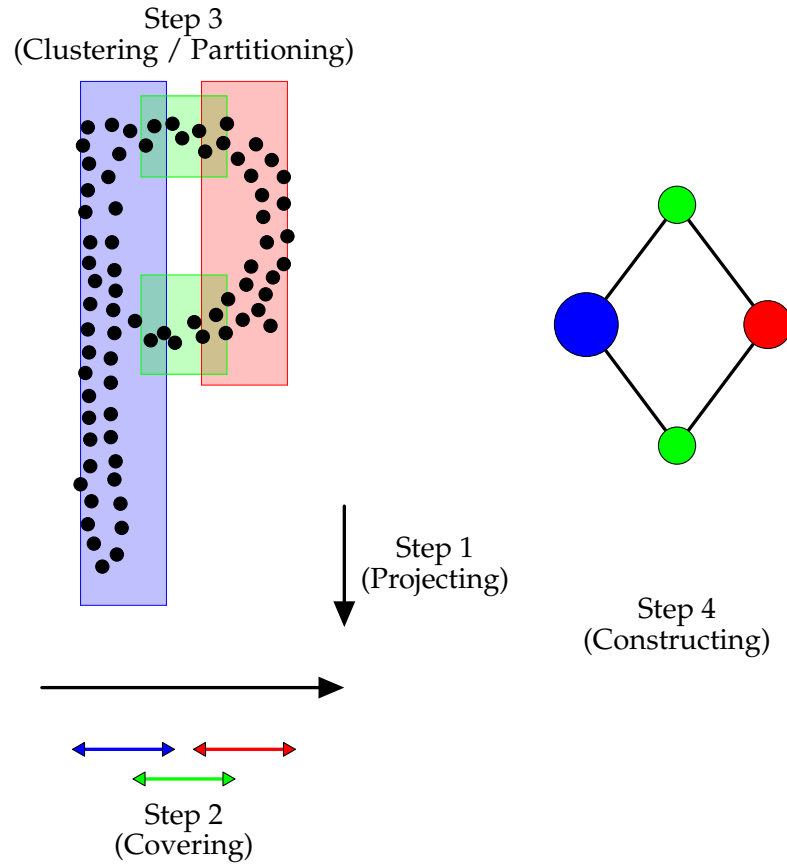 Step 3
(Clustering / Partitioning)
Step 1
(Projecting)
Step 4
(Constructing)
Step 2
(Covering)